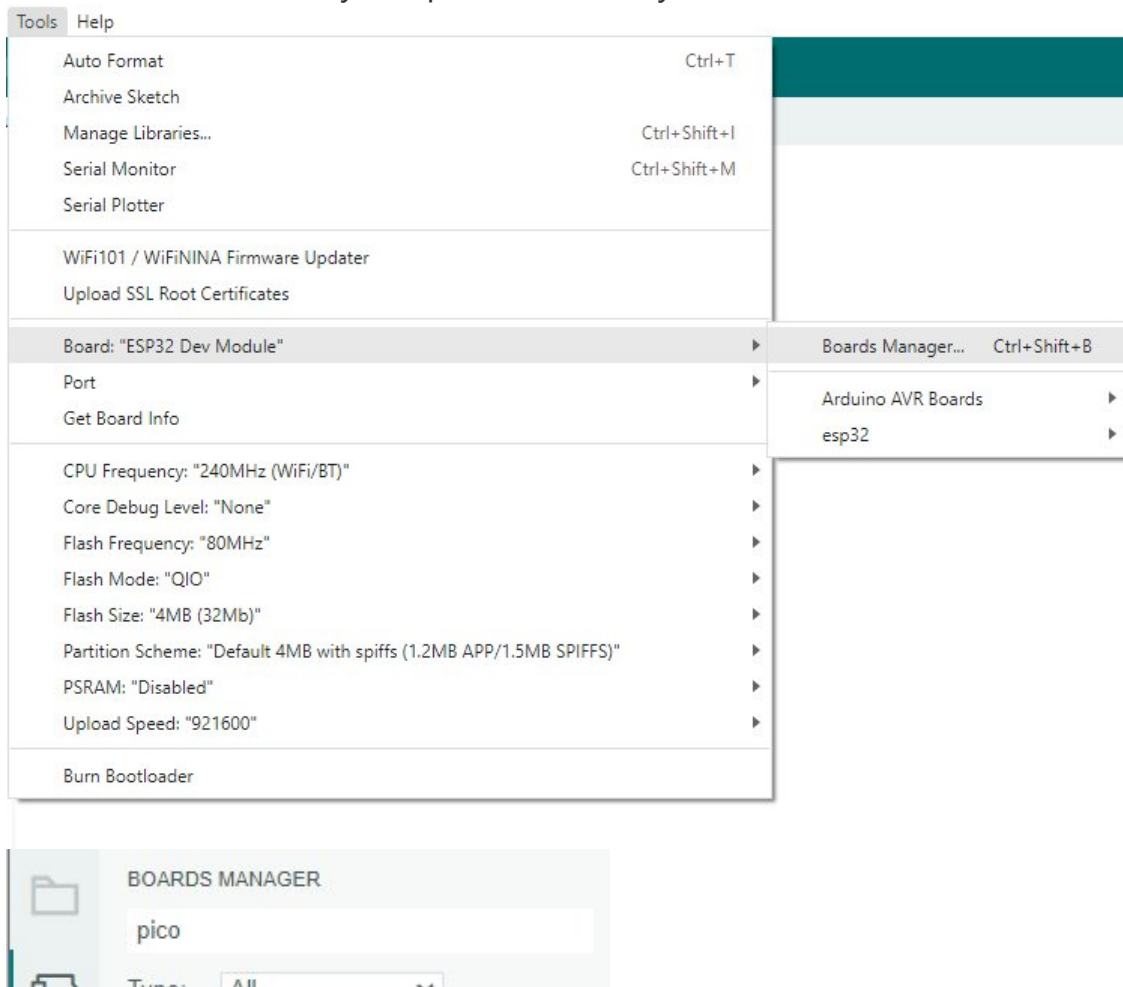 Tools Help
Auto Format Ctrl+T
Archive Sketch
Manage Libraries... Ctrl+Shift+I
Serial Monitor Ctrl+Shift+M
Serial Plotter
WiFi101 / WiFiNINA Firmware Updater
Upload SSL Root Certificates
Board: "ESP32 Dev Module"
Boards Manager... Ctrl+Shift+B
Port
Arduino AVR Boards
Get Board Info
esp32
CPU Frequency: "240MHz (WiFi/BT)"
Core Debug Level: "None"
Flash Frequency: "80MHz"
Flash Mode: "QIO"
Flash Size: "4MB (32Mb)"
Partition Scheme: "Default 4MB with spiffs (1.2MB APP/1.5MB SPIFFS)"
PSRAM: "Disabled"
Upload Speed: "921600"
Burn Bootloader
BOARDS MANAGER
pico
Type: All